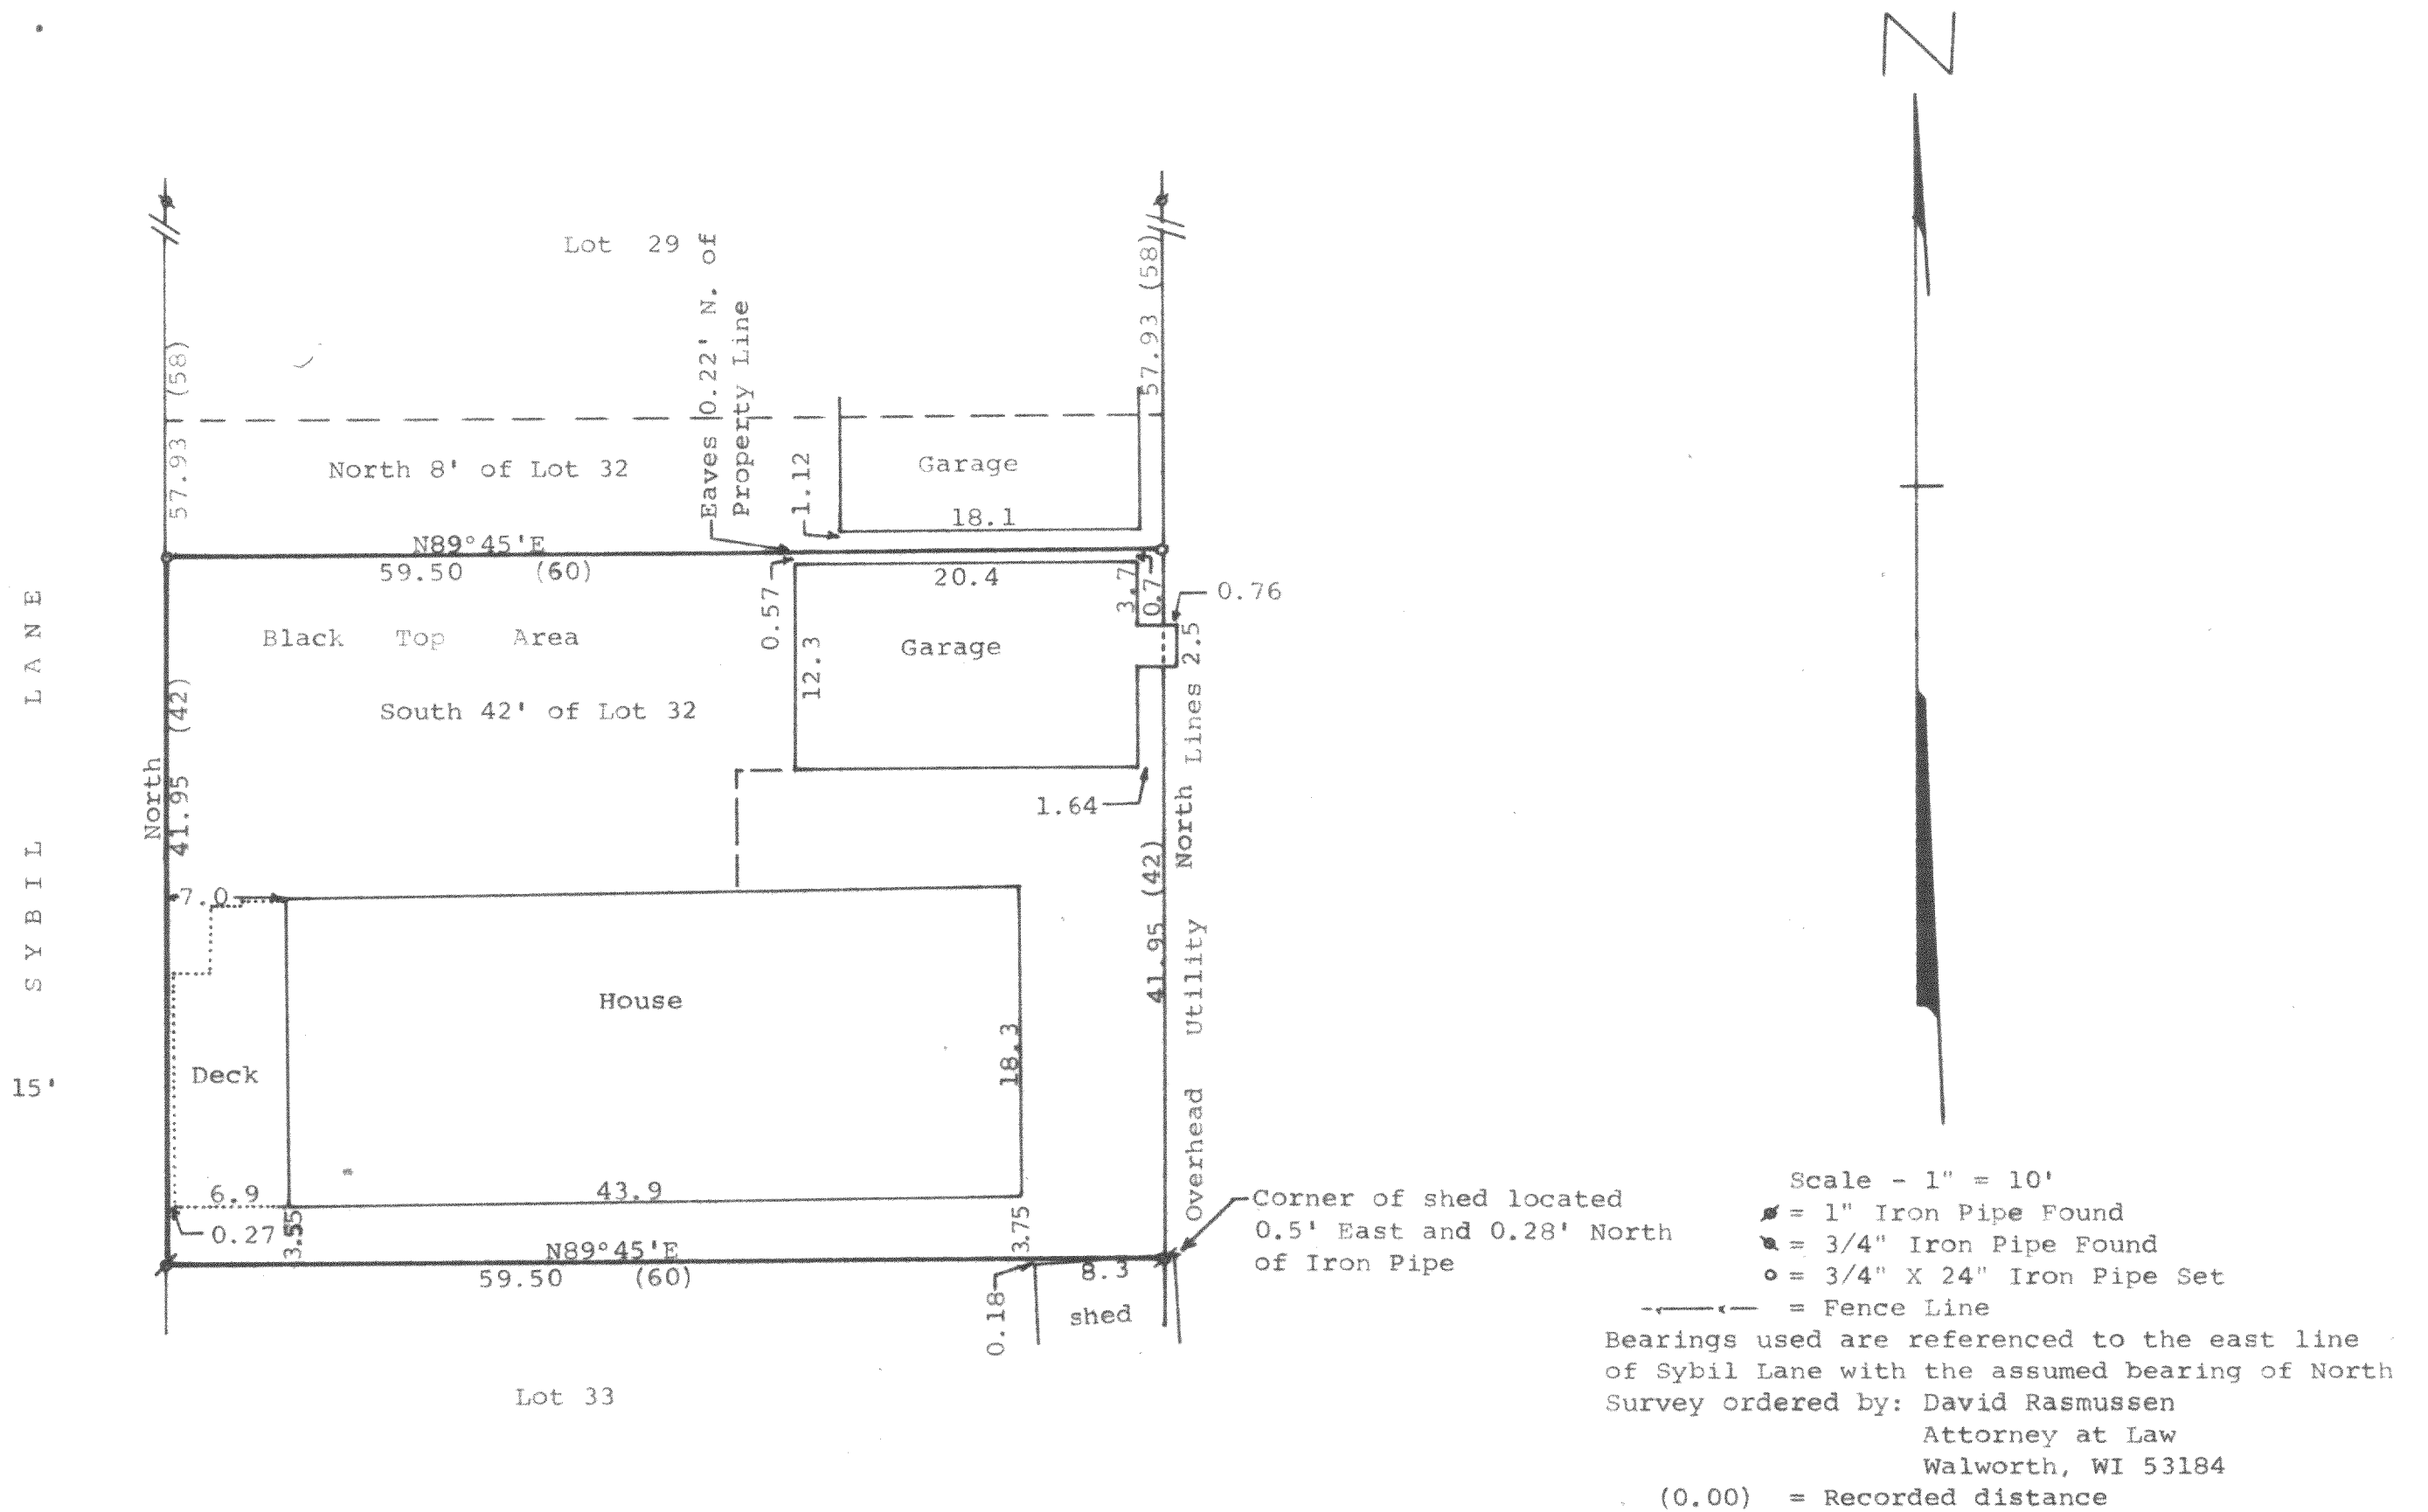 N
Lot 29
Eaves 0.22' N. of
Property Line
57.93 (58)
57.93 (58)
North 8' of Lot 32
1.12
Garage
18.1
N89°45'E
59.50 (60)
0.57
20.4
3.7
0.7
0.76
2.5
Black Top Area
Garage
12.3
South 42' of Lot 32
1.64
North
41.95 (42)
15' SYBIL LANE
7.0
House
18.3
Deck
41.95 (42)
Overhead Utility Lines
North
6.9
43.9
0.27
3.55
3.75
N89°45'E
59.50 (60)
8.3
0.18
shed
Corner of shed located
0.5' East and 0.28' North
of Iron Pipe
Lot 33
Scale - 1" = 10'
= 1" Iron Pipe Found
= 3/4" Iron Pipe Found
= 3/4" X 24" Iron Pipe Set
= Fence Line
Bearings used are referenced to the east line
of Sybil Lane with the assumed bearing of North
Survey ordered by: David Rasmussen
Attorney at Law
Walworth, WI 53184
(0.00) = Recorded distance